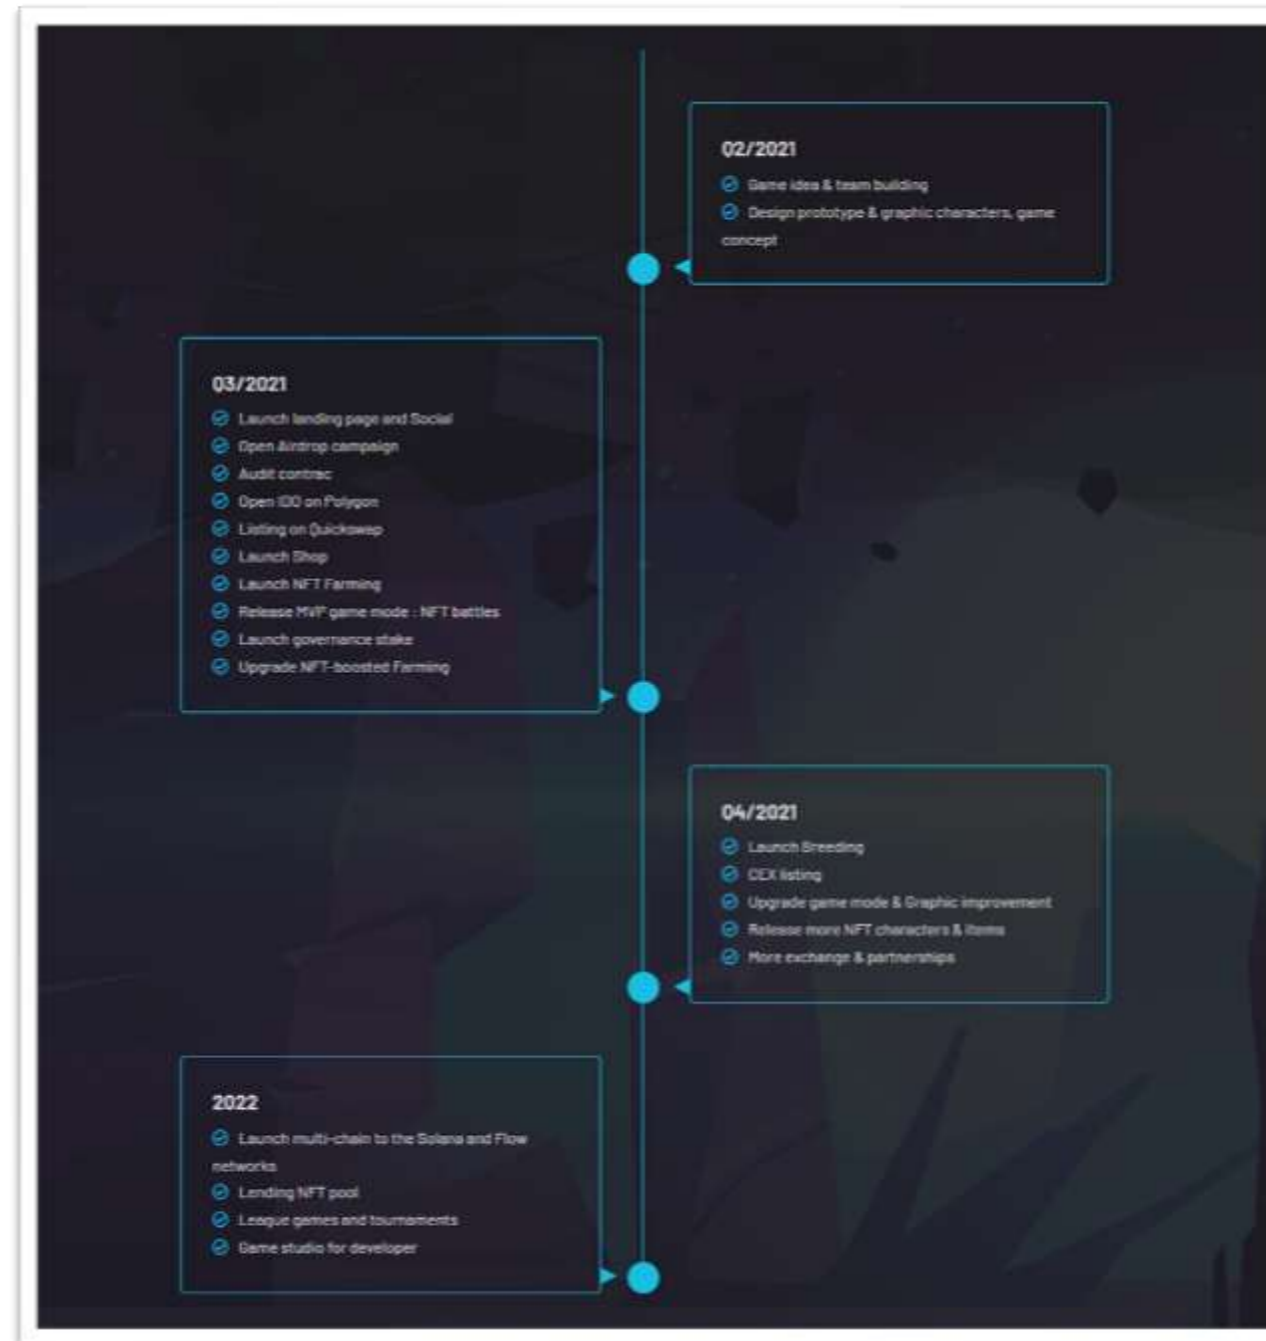 Q2/2021
Game idea & team building
Design prototype & graphic characters, game
concept
Q3/2021
Launch landing page and Social
Open Airdrop campaign
Audit contrac
Open IDO on Polygon
Listing on Quickswap
Launch Shop
Launch NFT Farming
Release MVP game mode : NFT battles
Launch governance stake
Upgrade NFT-boosted Farming
Q4/2021
Launch Breeding
CEX listing
Upgrade game mode & Graphic improvement
Release more NFT characters & items
More exchange & partnerships
2022
Launch multi-chain to the Solana and Flow
networks
Lending NFT pool
League games and tournaments
Game studio for developer